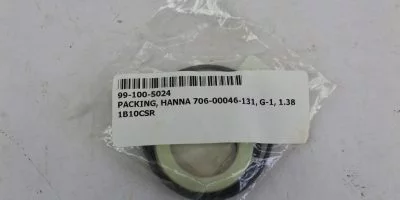 99-100-5024
PACKING, HANNA 706-00046-131, G-1, 1.38
1B10CSR